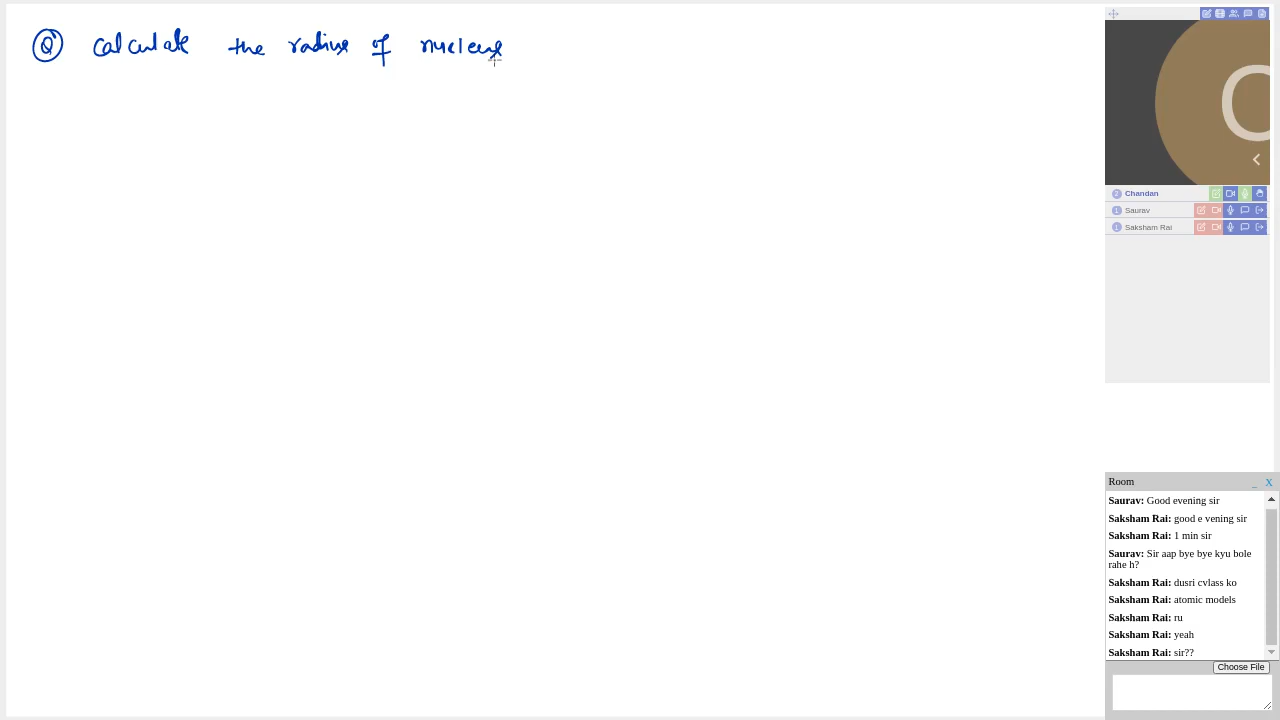 Q calculate the radius of nucleus
C
Chandan
Saurav
Saksham Rai
Room
_ X
Saurav: Good evening sir
Saksham Rai: good e vening sir
Saksham Rai: 1 min sir
Saurav: Sir aap bye bye kyu bole
rahe h?
Saksham Rai: dusri cvlass ko
Saksham Rai: atomic models
Saksham Rai: ru
Saksham Rai: yeah
Saksham Rai: sir??
Choose File